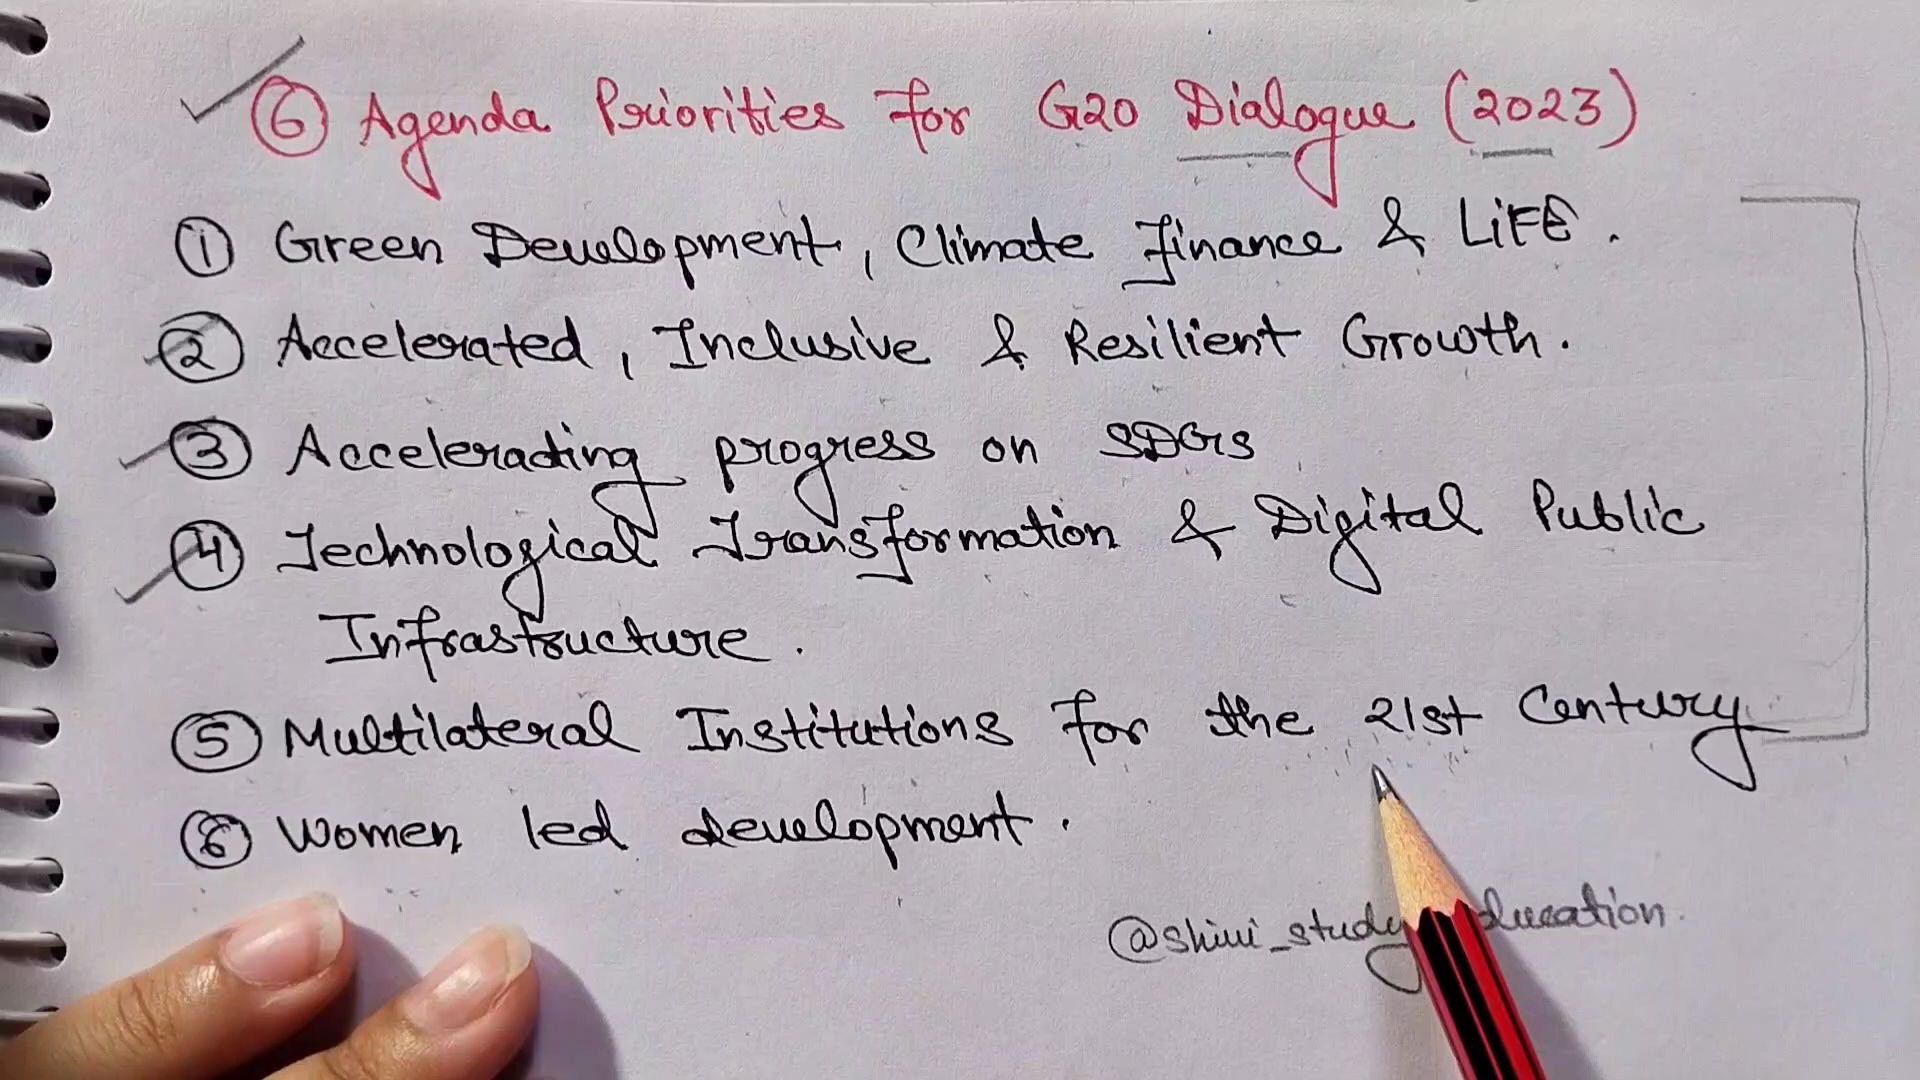 ⑥ Agenda Priorities for G20 Dialogue (2023)
① Green Development, Climate Finance & LiFE.
② Accelerated, Inclusive & Resilient Growth.
③ Accelerating progress on SDGs
④ Technological Transformation & Digital Public
Infrastructure.
⑤ Multilateral Institutions for the 21st Century
⑥ Women led development.
@shivi_study